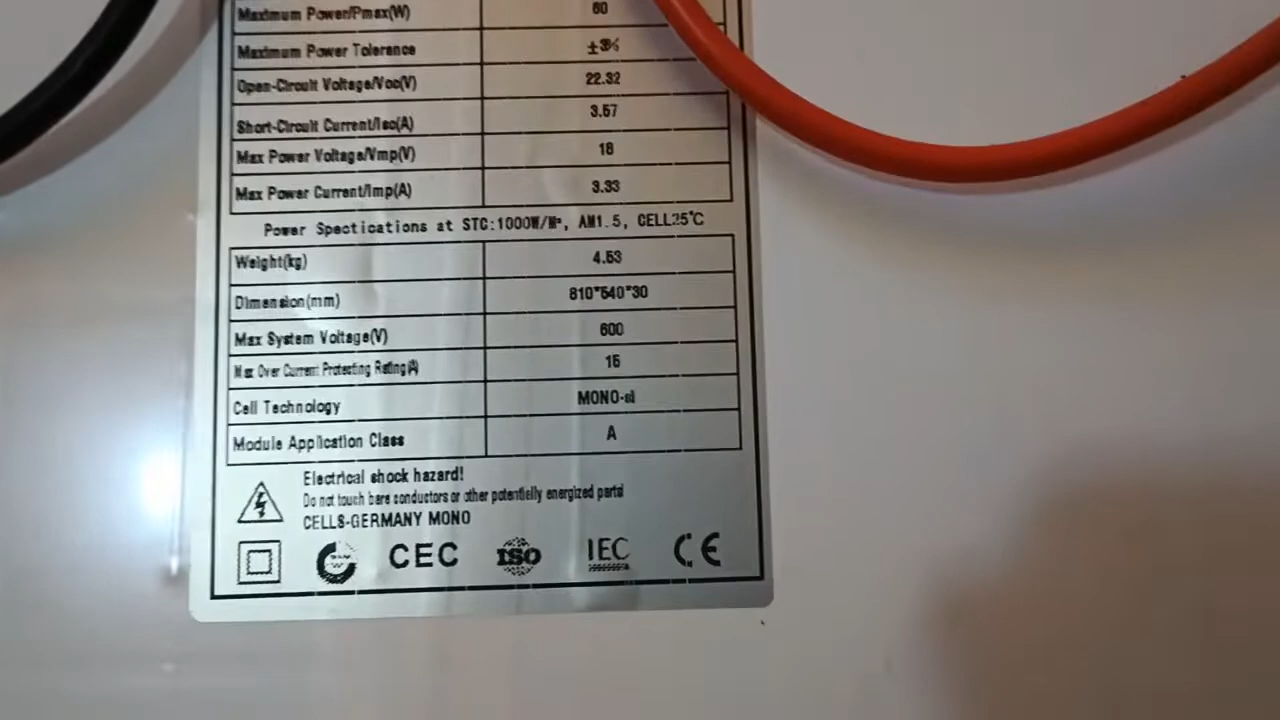 Maximum Power/Pmax(W) 60
Maximum Power Tolerance ±3%
Open-Circuit Voltage/Voc(V) 22.32
Short-Circuit Current/Isc(A) 3.57
Max Power Voltage/Vmp(V) 18
Max Power Current/Imp(A) 3.33
Power Spectications at STC:1000W/M², AM1.5, CELL25℃
Weight(kg) 4.53
Dimension(mm) 810*540*30
Max System Voltage(V) 600
Max Over Current Protecting Rating(A) 15
Cell Technology MONO-si
Module Application Class A
Electrical shock hazard!
Do not touch bare conductors or other potentially energized parts!
CELLS-GERMANY MONO
CEC ISO IEC CE